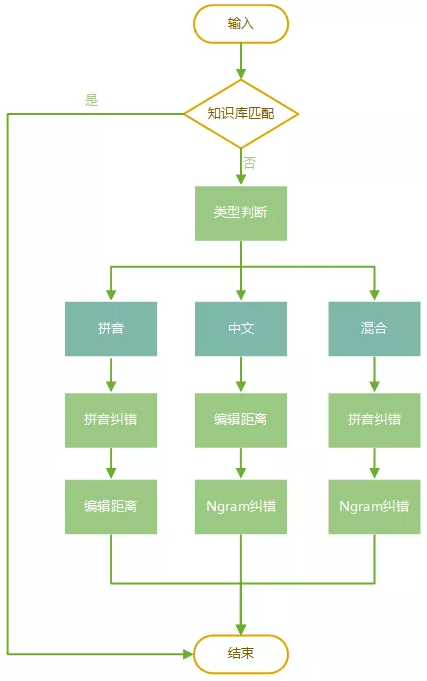 输入
是
知识库匹配
否
类型判断
拼音
中文
混合
拼音纠错
编辑距离
拼音纠错
编辑距离
Ngram纠错
Ngram纠错
结束